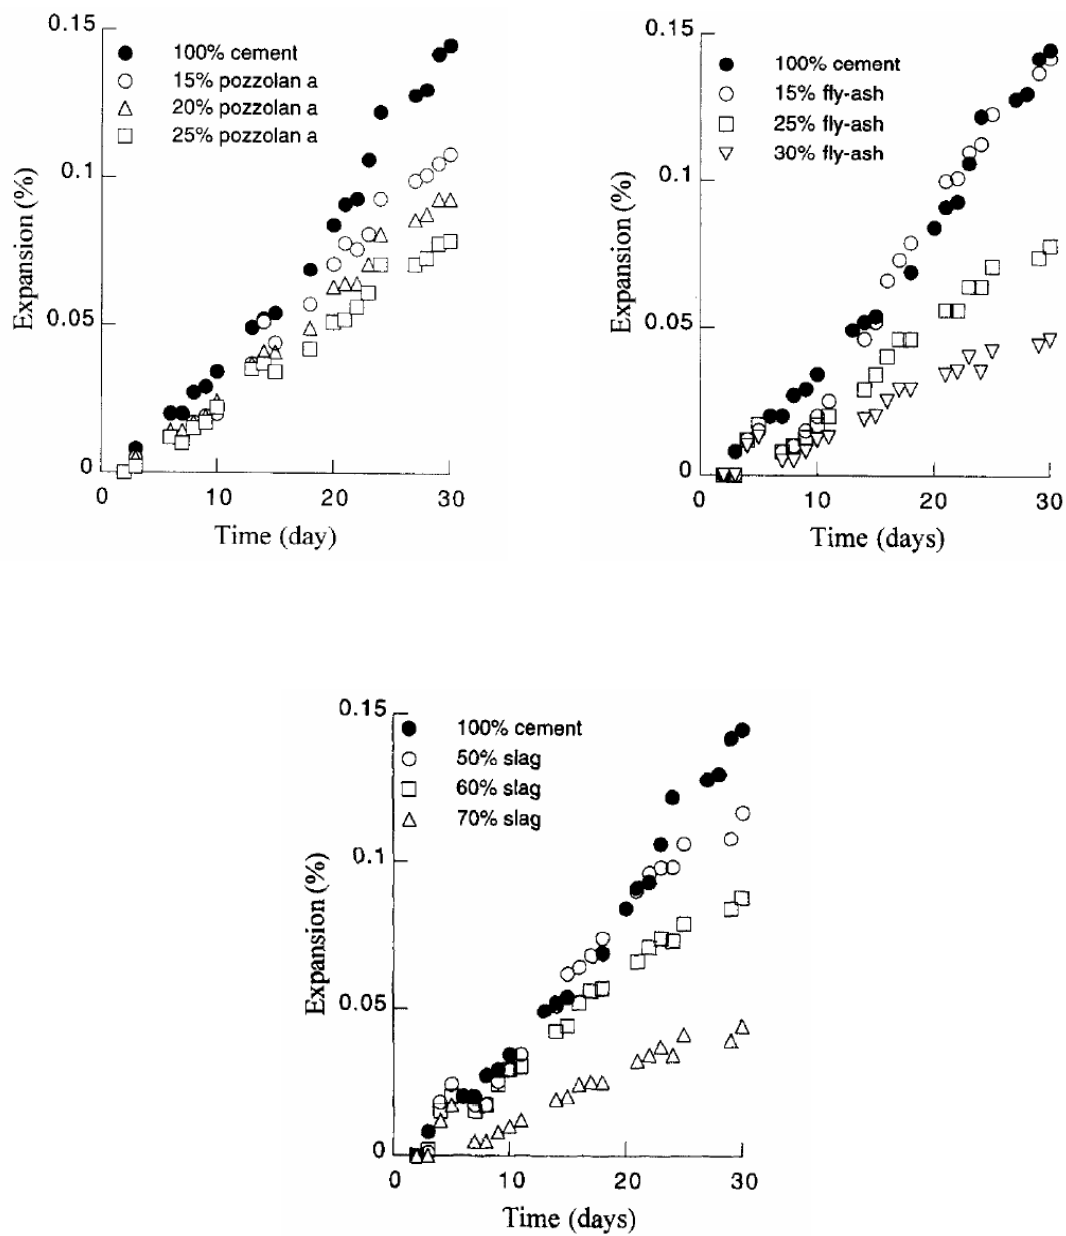 0.15
100% cement
15% pozzolan a
20% pozzolan a
25% pozzolan a
0.1
0.05
0
Expansion (%)
0 10 20 30
Time (day)
0.15
100% cement
15% fly-ash
25% fly-ash
30% fly-ash
0.1
0.05
0
Expansion (%)
0 10 20 30
Time (days)
0.15
100% cement
50% slag
60% slag
70% slag
0.1
0.05
0
Expansion (%)
0 10 20 30
Time (days)